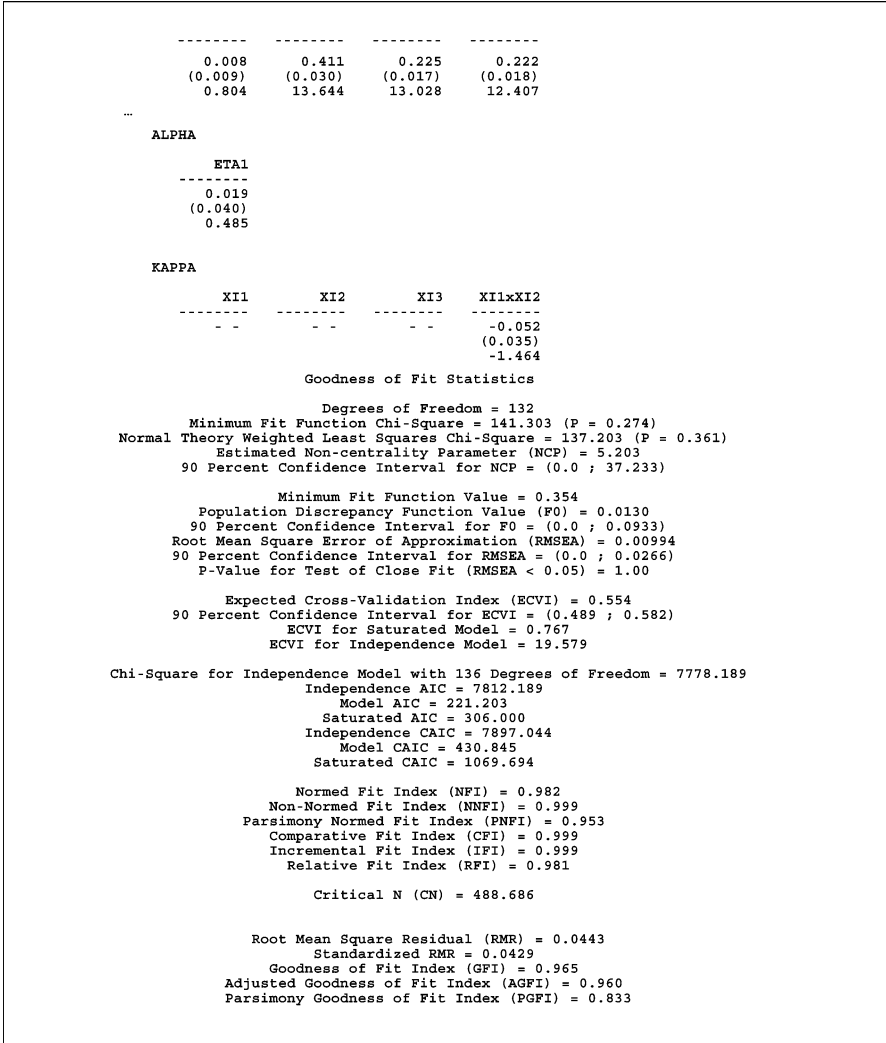 -------- -------- -------- --------
0.008 0.411 0.225 0.222
(0.009) (0.030) (0.017) (0.018)
0.804 13.644 13.028 12.407
…
ALPHA
ETA1
--------
0.019
(0.040)
0.485
KAPPA
XI1 XI2 XI3 XI1xXI2
-------- -------- -------- --------
- - - - - - -0.052
(0.035)
-1.464
Goodness of Fit Statistics
Degrees of Freedom = 132
Minimum Fit Function Chi-Square = 141.303 (P = 0.274)
Normal Theory Weighted Least Squares Chi-Square = 137.203 (P = 0.361)
Estimated Non-centrality Parameter (NCP) = 5.203
90 Percent Confidence Interval for NCP = (0.0 ; 37.233)
Minimum Fit Function Value = 0.354
Population Discrepancy Function Value (F0) = 0.0130
90 Percent Confidence Interval for F0 = (0.0 ; 0.0933)
Root Mean Square Error of Approximation (RMSEA) = 0.00994
90 Percent Confidence Interval for RMSEA = (0.0 ; 0.0266)
P-Value for Test of Close Fit (RMSEA < 0.05) = 1.00
Expected Cross-Validation Index (ECVI) = 0.554
90 Percent Confidence Interval for ECVI = (0.489 ; 0.582)
ECVI for Saturated Model = 0.767
ECVI for Independence Model = 19.579
Chi-Square for Independence Model with 136 Degrees of Freedom = 7778.189
Independence AIC = 7812.189
Model AIC = 221.203
Saturated AIC = 306.000
Independence CAIC = 7897.044
Model CAIC = 430.845
Saturated CAIC = 1069.694
Normed Fit Index (NFI) = 0.982
Non-Normed Fit Index (NNFI) = 0.999
Parsimony Normed Fit Index (PNFI) = 0.953
Comparative Fit Index (CFI) = 0.999
Incremental Fit Index (IFI) = 0.999
Relative Fit Index (RFI) = 0.981
Critical N (CN) = 488.686
Root Mean Square Residual (RMR) = 0.0443
Standardized RMR = 0.0429
Goodness of Fit Index (GFI) = 0.965
Adjusted Goodness of Fit Index (AGFI) = 0.960
Parsimony Goodness of Fit Index (PGFI) = 0.833